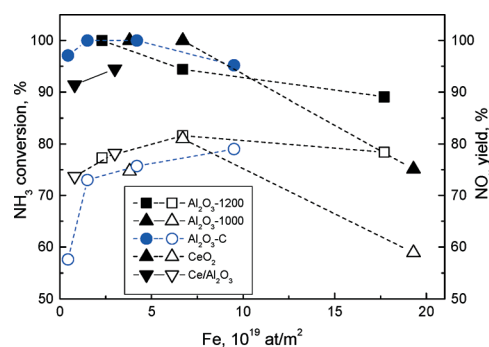 NH3 conversion, %
100
90
80
70
60
50
Al2O3-1200
Al2O3-1000
Al2O3-C
CeO2
Ce/Al2O3
100
90
80
70
60
50
NO yield, %
0
5
10
15
20
Fe, 10^19 at/m^2